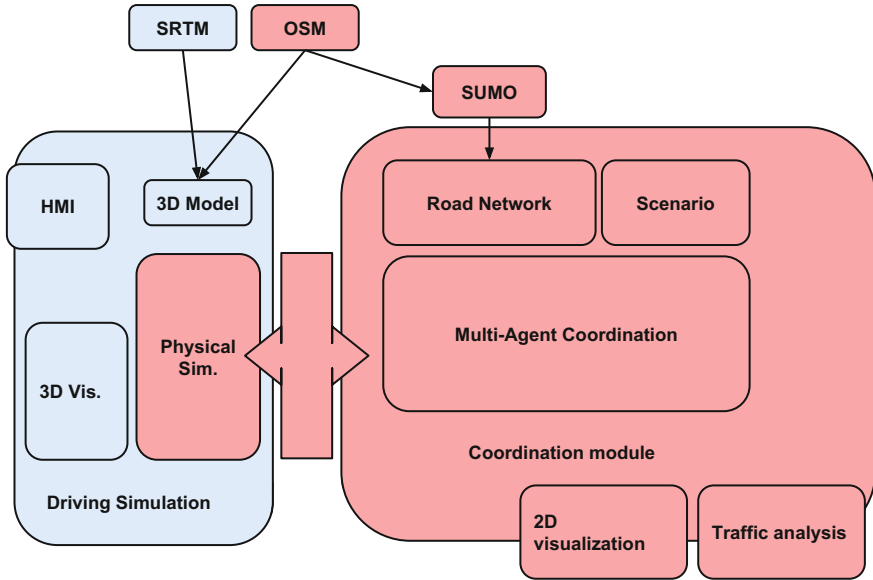 SRTM
OSM
SUMO
HMI
3D Model
Road Network
Scenario
Physical
Sim.
Multi-Agent Coordination
3D Vis.
Coordination module
Driving Simulation
2D
visualization
Traffic analysis